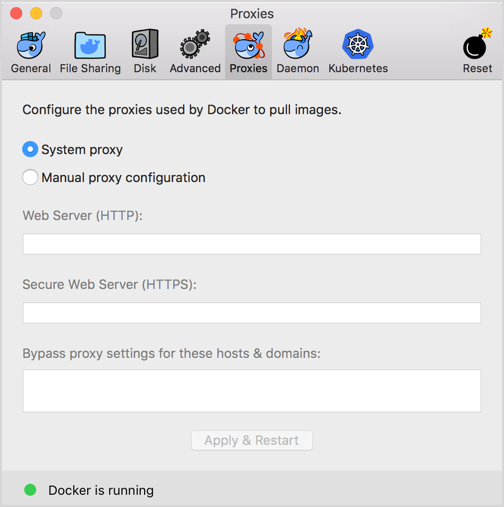 Proxies
General File Sharing Disk Advanced Proxies Daemon Kubernetes Reset
Configure the proxies used by Docker to pull images.
System proxy
Manual proxy configuration
Web Server (HTTP):
Secure Web Server (HTTPS):
Bypass proxy settings for these hosts & domains:
Apply & Restart
Docker is running